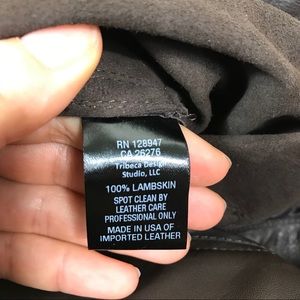 RN 128947
CA 26276
Tribeca Design
Studio, LLC
100% LAMBSKIN
SPOT CLEAN BY
LEATHER CARE
PROFESSIONAL ONLY
MADE IN USA OF
IMPORTED LEATHER